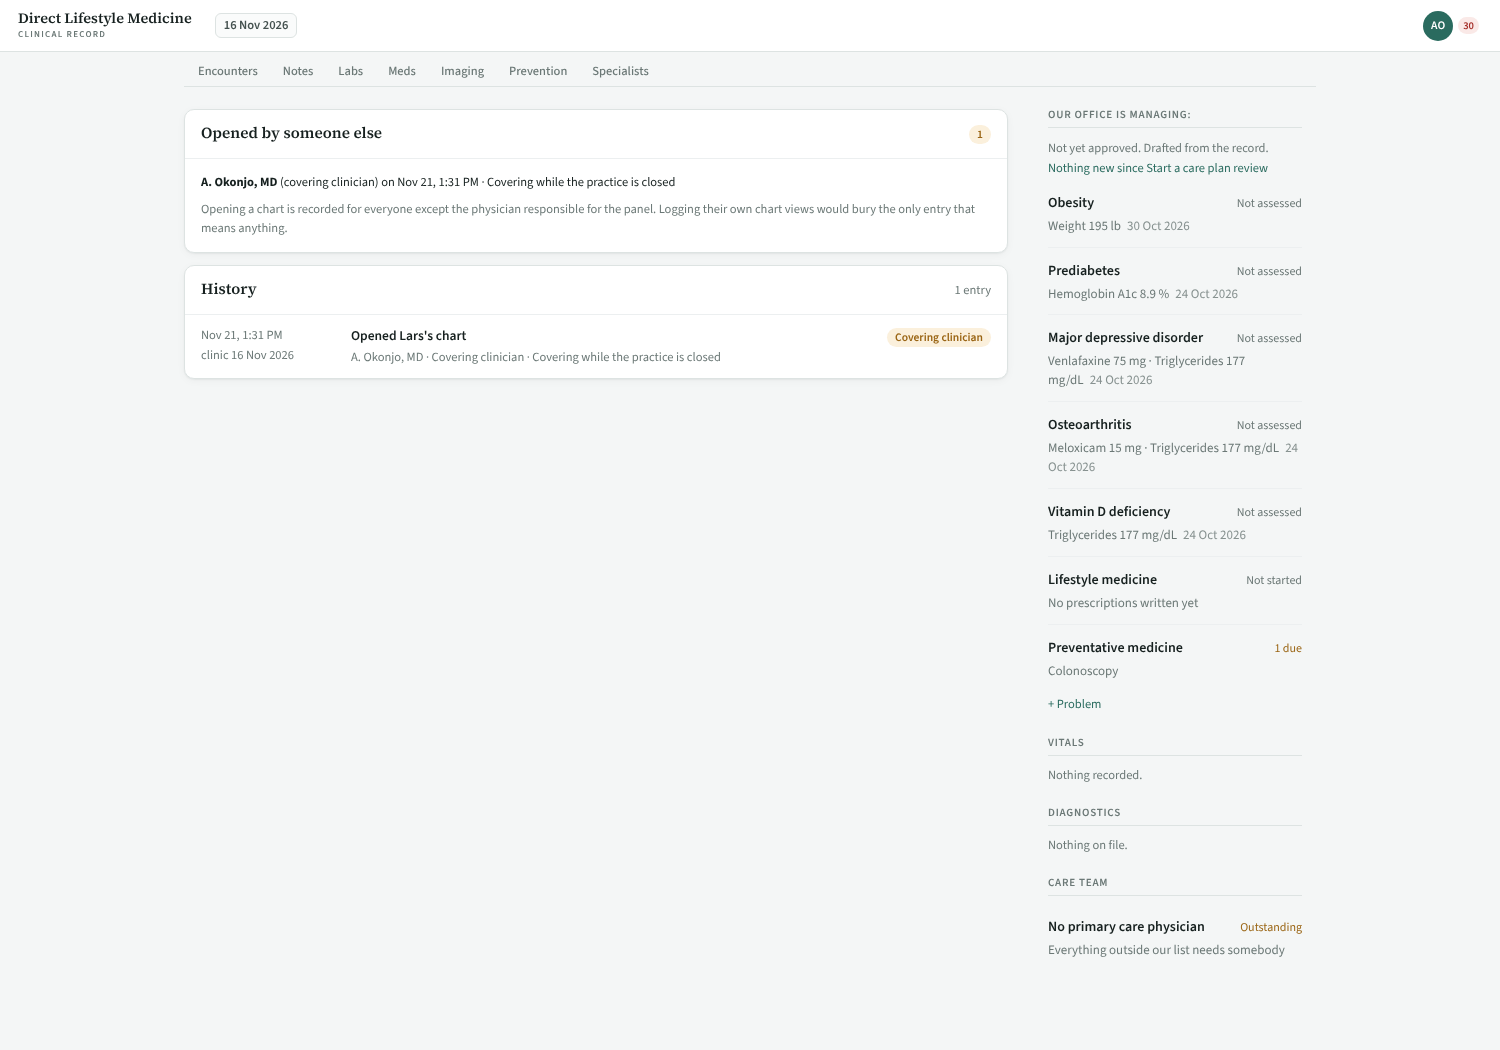 Direct Lifestyle Medicine
CLINICAL RECORD
16 Nov 2026
AO
30
Encounters
Notes
Labs
Meds
Imaging
Prevention
Specialists
Opened by someone else
1
A. Okonjo, MD (covering clinician) on Nov 21, 1:31 PM · Covering while the practice is closed
Opening a chart is recorded for everyone except the physician responsible for the panel. Logging their own chart views would bury the only entry that
means anything.
History
1 entry
Nov 21, 1:31 PM
clinic 16 Nov 2026
Opened Lars's chart
A. Okonjo, MD · Covering clinician · Covering while the practice is closed
Covering clinician
OUR OFFICE IS MANAGING:
Not yet approved. Drafted from the record.
Nothing new since Start a care plan review
Obesity
Not assessed
Weight 195 lb 30 Oct 2026
Prediabetes
Not assessed
Hemoglobin A1c 8.9 % 24 Oct 2026
Major depressive disorder
Not assessed
Venlafaxine 75 mg · Triglycerides 177
mg/dL 24 Oct 2026
Osteoarthritis
Not assessed
Meloxicam 15 mg · Triglycerides 177 mg/dL 24
Oct 2026
Vitamin D deficiency
Not assessed
Triglycerides 177 mg/dL 24 Oct 2026
Lifestyle medicine
Not started
No prescriptions written yet
Preventative medicine
1 due
Colonoscopy
+ Problem
VITALS
Nothing recorded.
DIAGNOSTICS
Nothing on file.
CARE TEAM
No primary care physician
Outstanding
Everything outside our list needs somebody